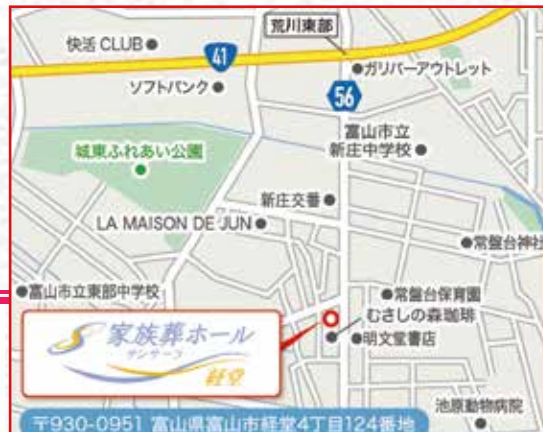 荒川東部
快活 CLUB
41
ガリバーアウトレット
ソフトバンク
56
富山市立
新庄中学校
城東ふれあい公園
新庄交番
LA MAISON DE JUN
常盤台神社
富山市立東部中学校
常盤台保育園
むさしの森珈琲
明文堂書店
家族葬ホール
サンサーラ
経堂
池原動物病院
〒930-0951 富山県富山市経堂4丁目124番地